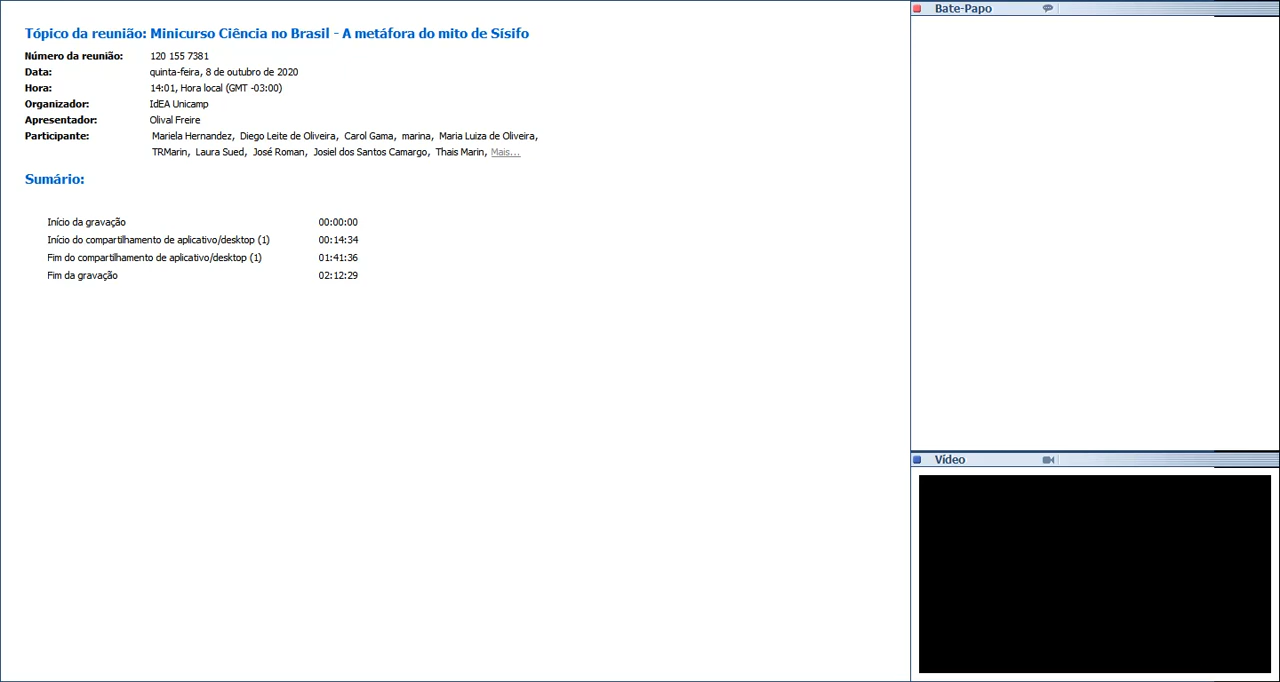 Tópico da reunião: Minicurso Ciência no Brasil - A metáfora do mito de Sísifo
Número da reunião: 120 155 7381
Data: quinta-feira, 8 de outubro de 2020
Hora: 14:01, Hora local (GMT -03:00)
Organizador: IdEA Unicamp
Apresentador: Olival Freire
Participante: Mariela Hernandez, Diego Leite de Oliveira, Carol Gama, marina, Maria Luiza de Oliveira,
TRMarin, Laura Sued, José Roman, Josiel dos Santos Camargo, Thais Marin, Mais...
Sumário:
Início da gravação 00:00:00
Início do compartilhamento de aplicativo/desktop (1) 00:14:34
Fim do compartilhamento de aplicativo/desktop (1) 01:41:36
Fim da gravação 02:12:29
Bate-Papo
Vídeo